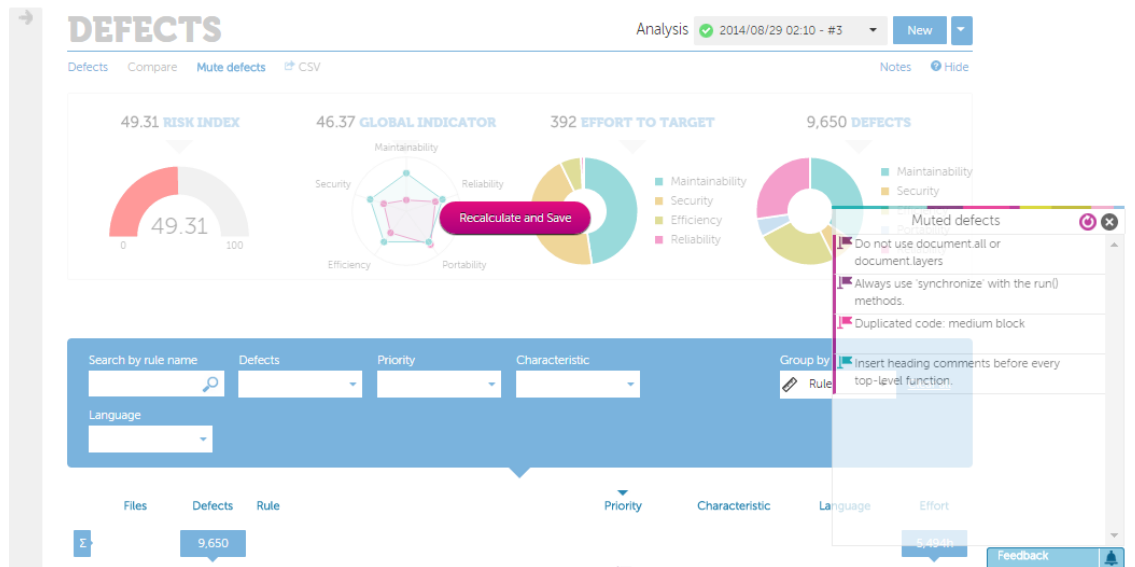 DEFECTS
Analysis 2014/08/29 02:10 - #3 New
Defects Compare Mute defects CSV Notes Hide
49.31 RISK INDEX 46.37 GLOBAL INDICATOR 392 EFFORT TO TARGET 9,650 DEFECTS
Maintainability
Security Reliability
Efficiency Portability
49.31
0 100
Maintainability
Security
Efficiency
Reliability
Maintainability
Security
Recalculate and Save
Muted defects
Do not use document.all or
document.layers
Always use 'synchronize' with the run()
methods.
Duplicated code: medium block
Insert heading comments before every
top-level function.
Search by rule name Defects Priority Characteristic Group by
Rule
Language
Files Defects Rule Priority Characteristic Language Effort
Σ 9,650 5,494h
Feedback